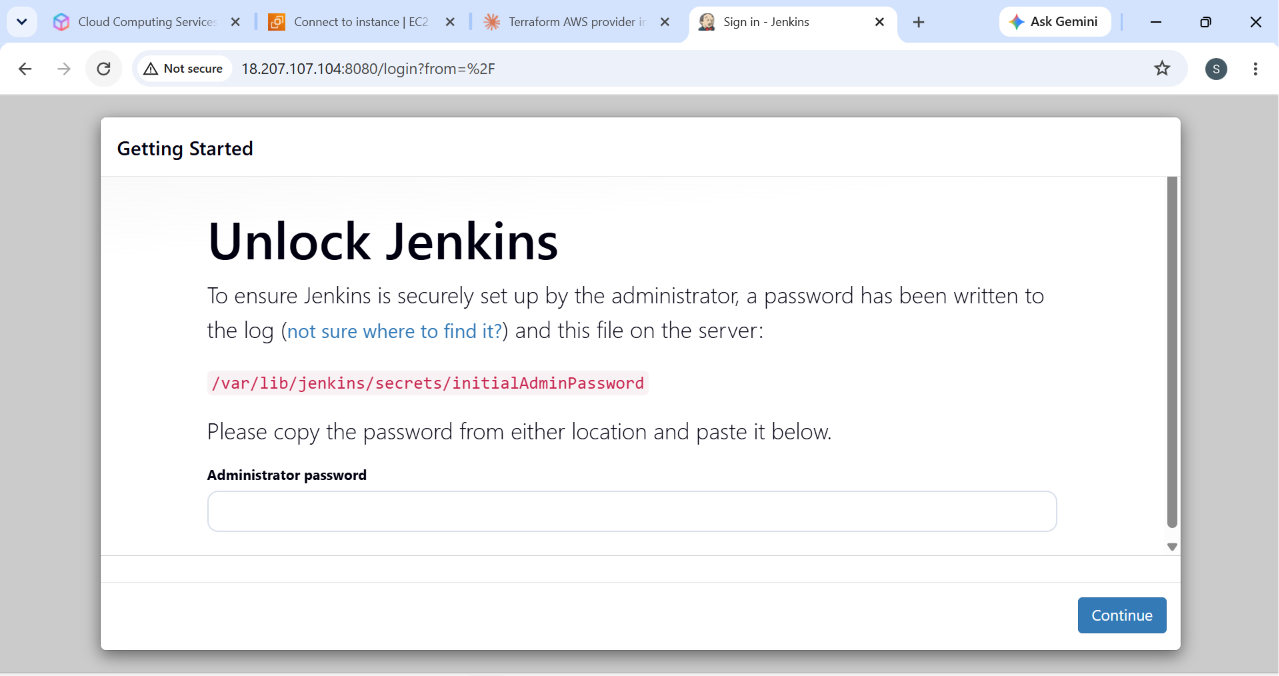 Cloud Computing Services
Connect to instance | EC2
Terraform AWS provider in
Sign in - Jenkins
Ask Gemini
Not secure
18.207.107.104:8080/login?from=%2F
S
Getting Started
Unlock Jenkins
To ensure Jenkins is securely set up by the administrator, a password has been written to
the log (not sure where to find it?) and this file on the server:
/var/lib/jenkins/secrets/initialAdminPassword
Please copy the password from either location and paste it below.
Administrator password
Continue